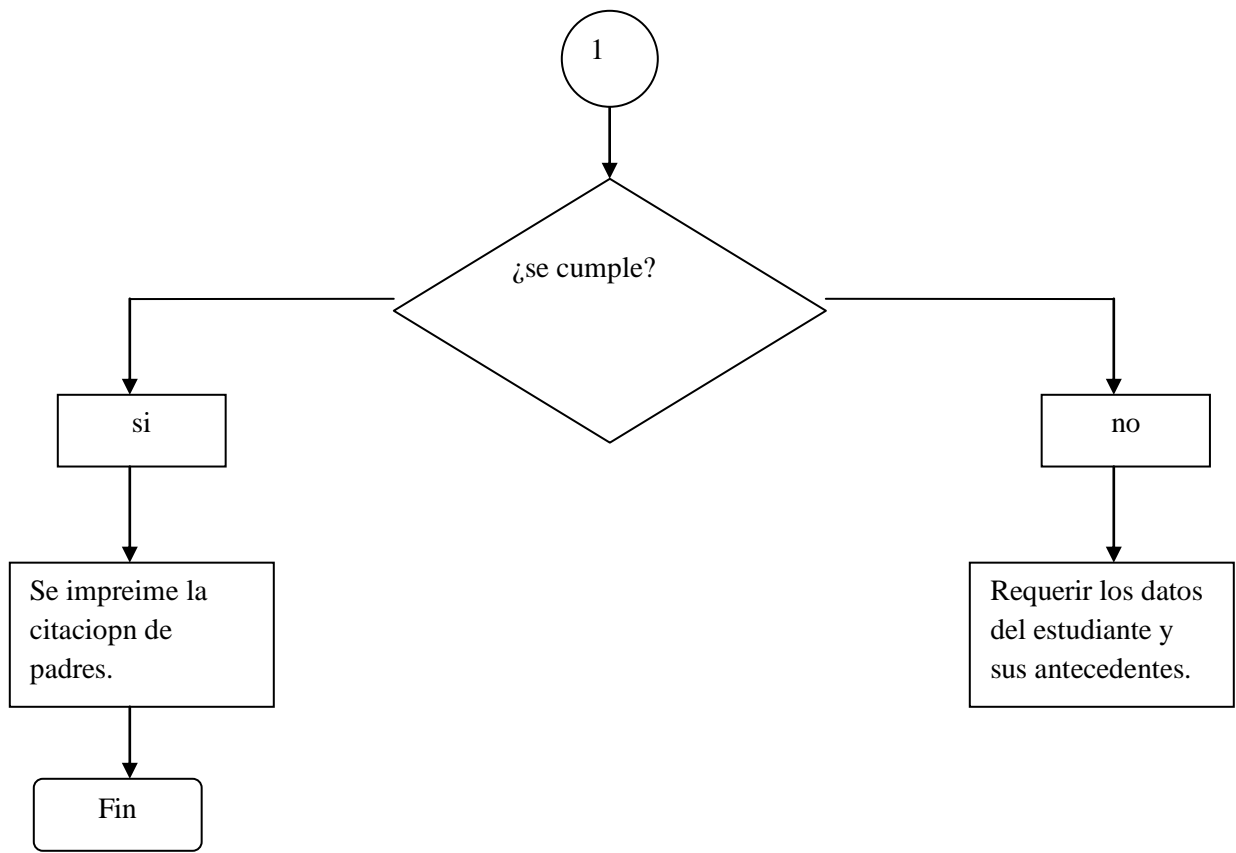 1
¿se cumple?
si
no
Se impreime la
citaciopn de
padres.
Requerir los datos
del estudiante y
sus antecedentes.
Fin